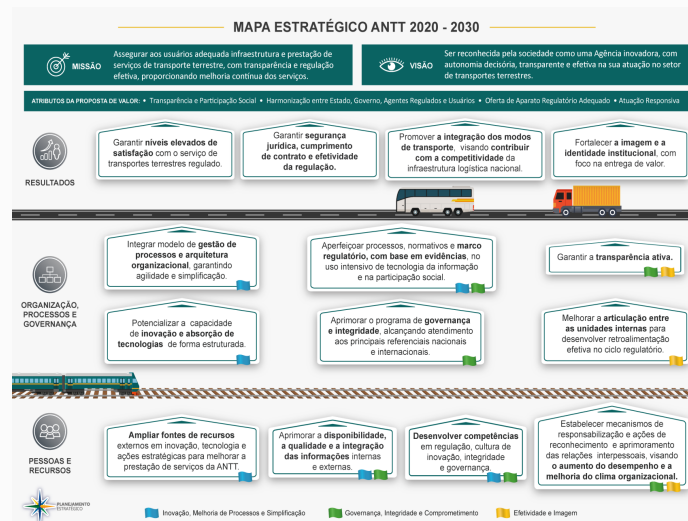 MAPA ESTRATÉGICO ANTT 2020 - 2030
MISSÃO
Assegurar aos usuários adequada infraestrutura e prestação de
serviços de transporte terrestre, com transparência e regulação
efetiva, proporcionando melhoria contínua dos serviços.
VISÃO
Ser reconhecida pela sociedade como uma Agência inovadora, com
autonomia decisória, transparente e efetiva na sua atuação no setor
de transportes terrestres.
ATRIBUTOS DA PROPOSTA DE VALOR: • Transparência e Participação Social • Harmonização entre Estado, Governo, Agentes Regulados e Usuários • Oferta de Aparato Regulatório Adequado • Atuação Responsiva
RESULTADOS
Garantir níveis elevados de
satisfação com o serviço de
transportes terrestres regulado.
Garantir segurança
jurídica, cumprimento
de contrato e efetividade
da regulação.
Promover a integração dos modos
de transporte, visando contribuir
com a competitividade da
infraestrutura logística nacional.
Fortalecer a imagem e a
identidade institucional, com
foco na entrega de valor.
ORGANIZAÇÃO,
PROCESSOS E
GOVERNANÇA
Integrar modelo de gestão de
processos e arquitetura
organizacional, garantindo
agilidade e simplificação.
Aperfeiçoar processos, normativos e marco
regulatório, com base em evidências, no
uso intensivo de tecnologia da informação
e na participação social.
Garantir a transparência ativa.
Potencializar a capacidade
de inovação e absorção de
tecnologias de forma estruturada.
Aprimorar o programa de governança
e integridade, alcançando atendimento
aos principais referenciais nacionais
e internacionais.
Melhorar a articulação entre
as unidades internas para
desenvolver retroalimentação
efetiva no ciclo regulatório.
PESSOAS E
RECURSOS
Ampliar fontes de recursos
externos em inovação, tecnologia e
ações estratégicas para melhorar a
prestação de serviços da ANTT.
Aprimorar a disponibilidade,
a qualidade e a integração
das informações internas
e externas.
Desenvolver competências
em regulação, cultura de
inovação, integridade
e governança.
Estabelecer mecanismos de
responsabilização e ações de
reconhecimento e aprimoramento
das relações interpessoais, visando
o aumento do desempenho e a
melhoria do clima organizacional.
PLANEJAMENTO
ESTRATÉGICO
Inovação, Melhoria de Processos e Simplificação
Governança, Integridade e Comprometimento
Efetividade e Imagem